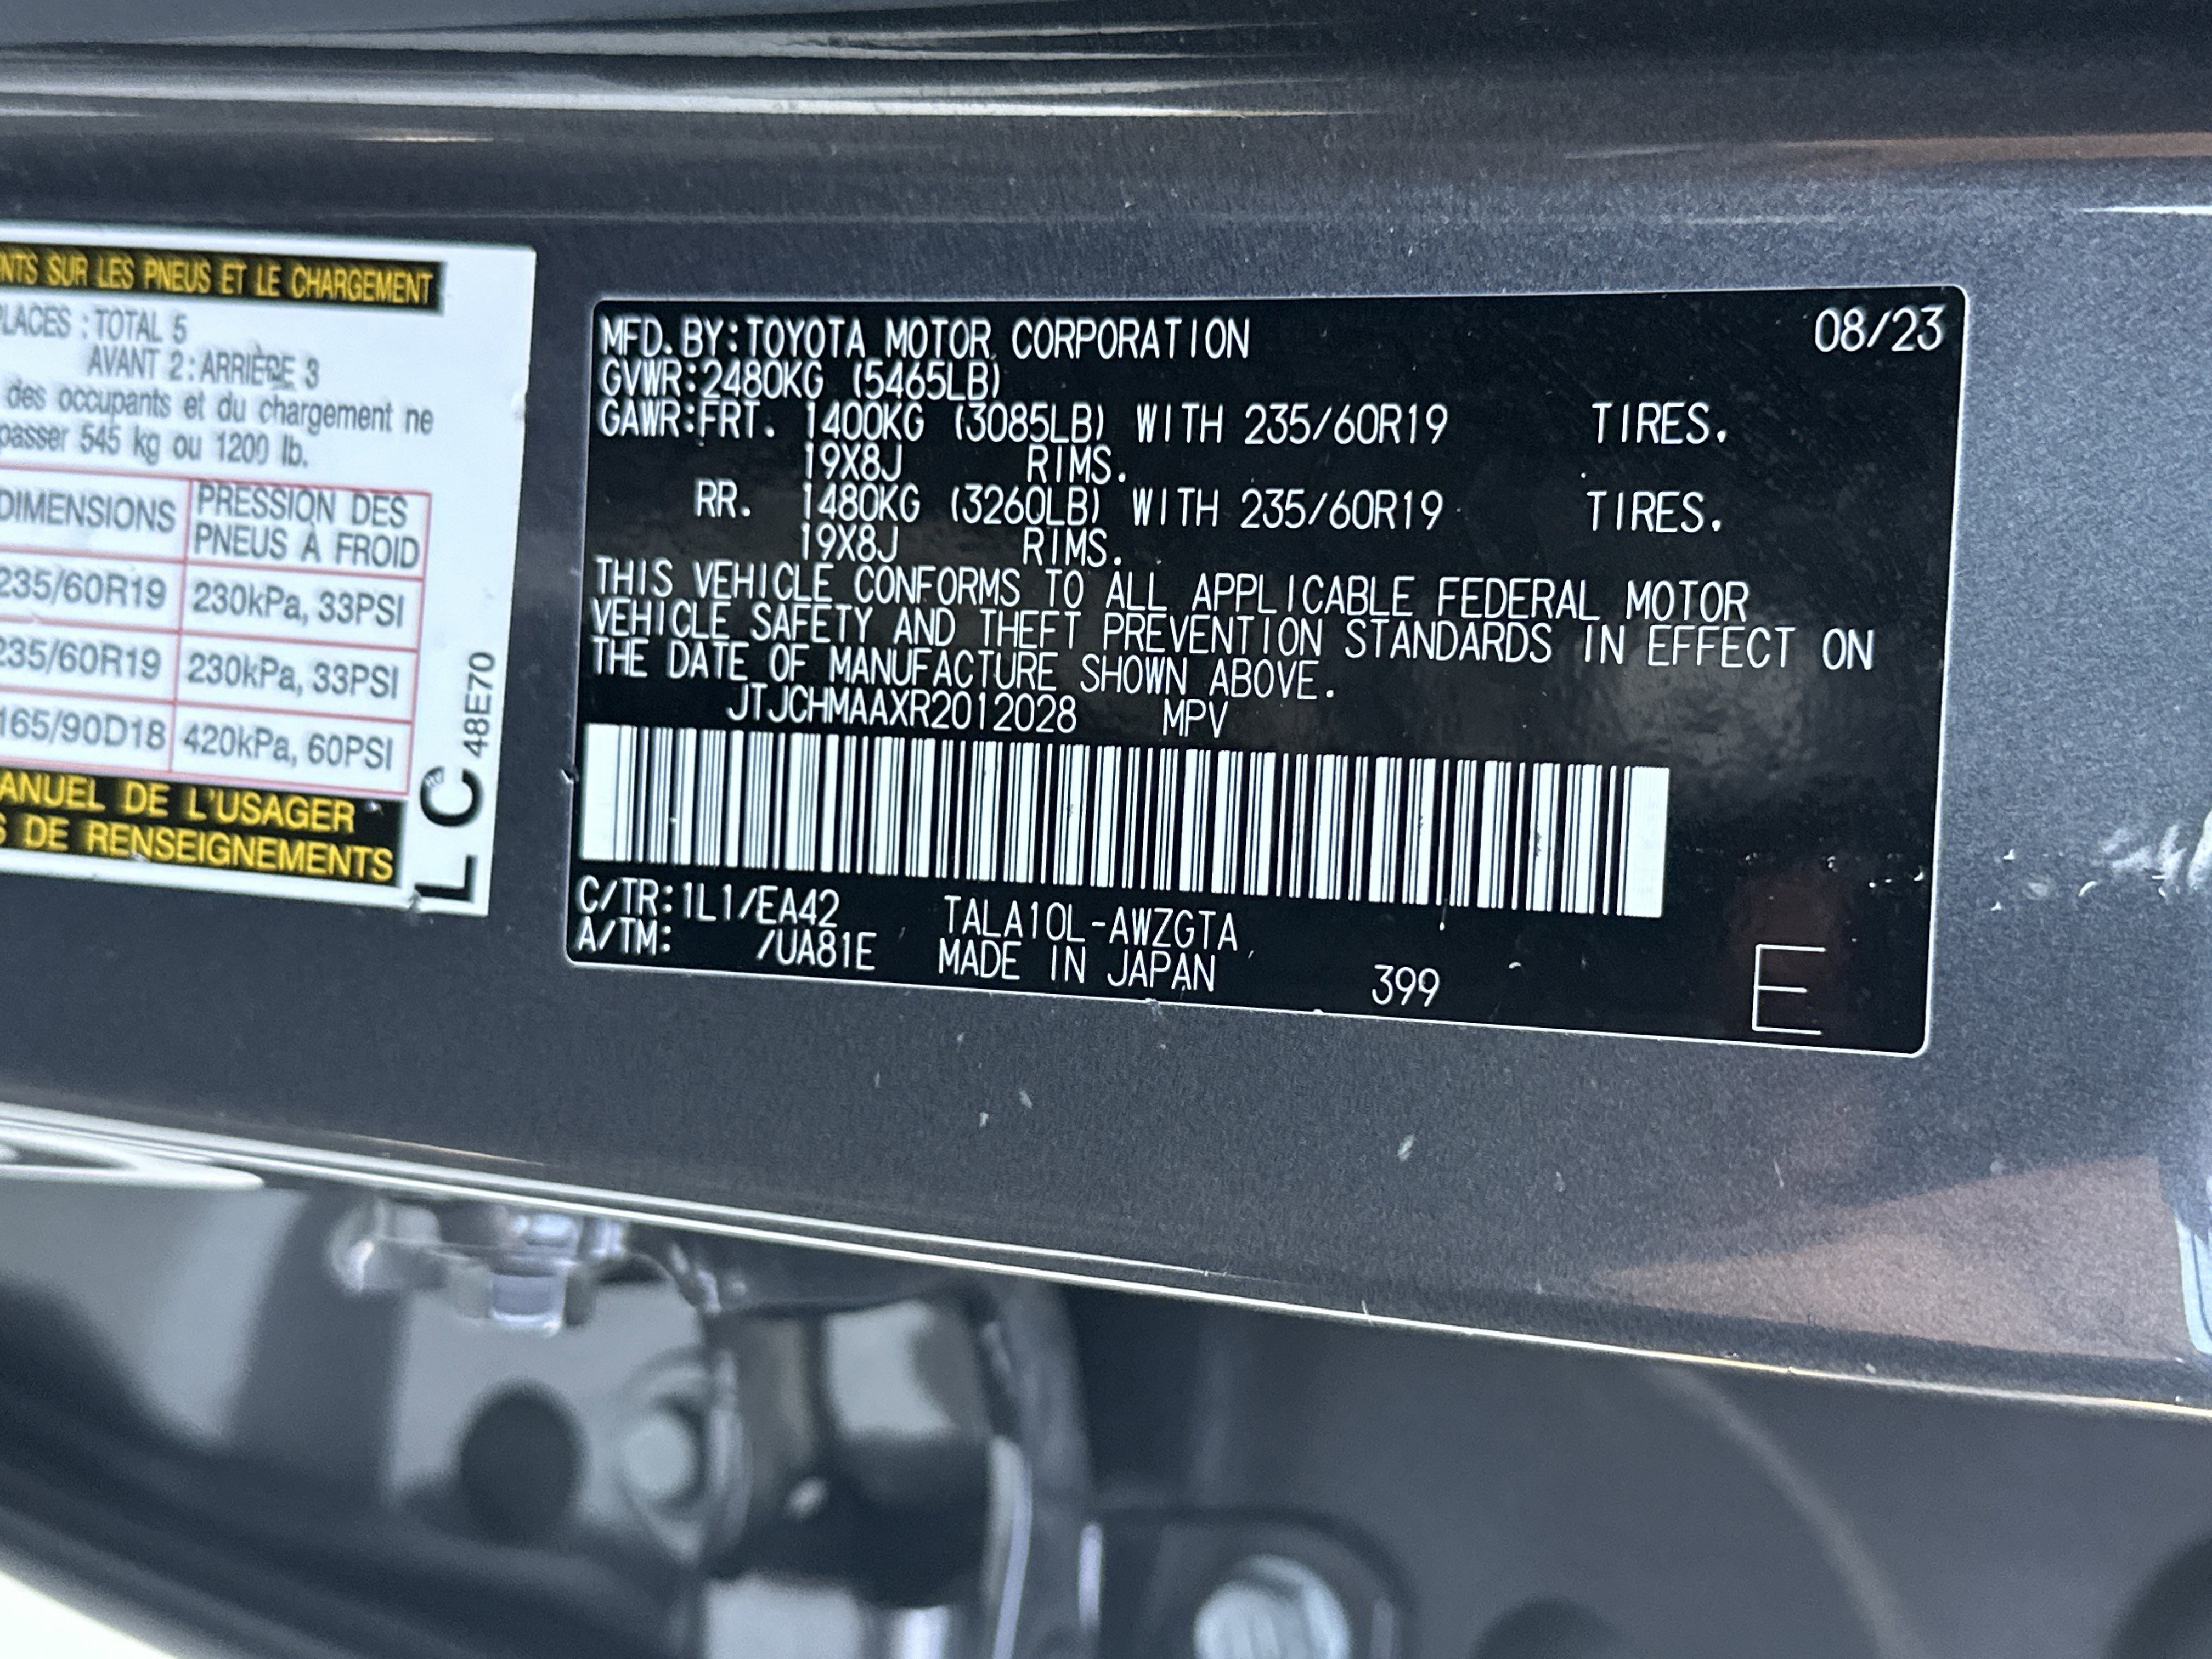 NTS SUR LES PNEUS ET LE CHARGEMENT
PLACES : TOTAL 5
AVANT 2 : ARRIÈRE 3
des occupants et du chargement ne
passer 545 kg ou 1200 lb.
DIMENSIONS PRESSION DES PNEUS À FROID
235/60R19 230kPa, 33PSI
235/60R19 230kPa, 33PSI
165/90D18 420kPa, 60PSI
ANUEL DE L'USAGER
S DE RENSEIGNEMENTS
L C 48E70
MFD.BY:TOYOTA MOTOR CORPORATION 08/23
GVWR:2480KG (5465LB)
GAWR:FRT. 1400KG (3085LB) WITH 235/60R19 TIRES.
19X8J RIMS.
RR. 1480KG (3260LB) WITH 235/60R19 TIRES.
19X8J RIMS.
THIS VEHICLE CONFORMS TO ALL APPLICABLE FEDERAL MOTOR
VEHICLE SAFETY AND THEFT PREVENTION STANDARDS IN EFFECT ON
THE DATE OF MANUFACTURE SHOWN ABOVE.
JTJCHMAAXR2012028 MPV
C/TR:1L1/EA42 TALA10L-AWZGTA
A/TM: /UA81E MADE IN JAPAN 399 E